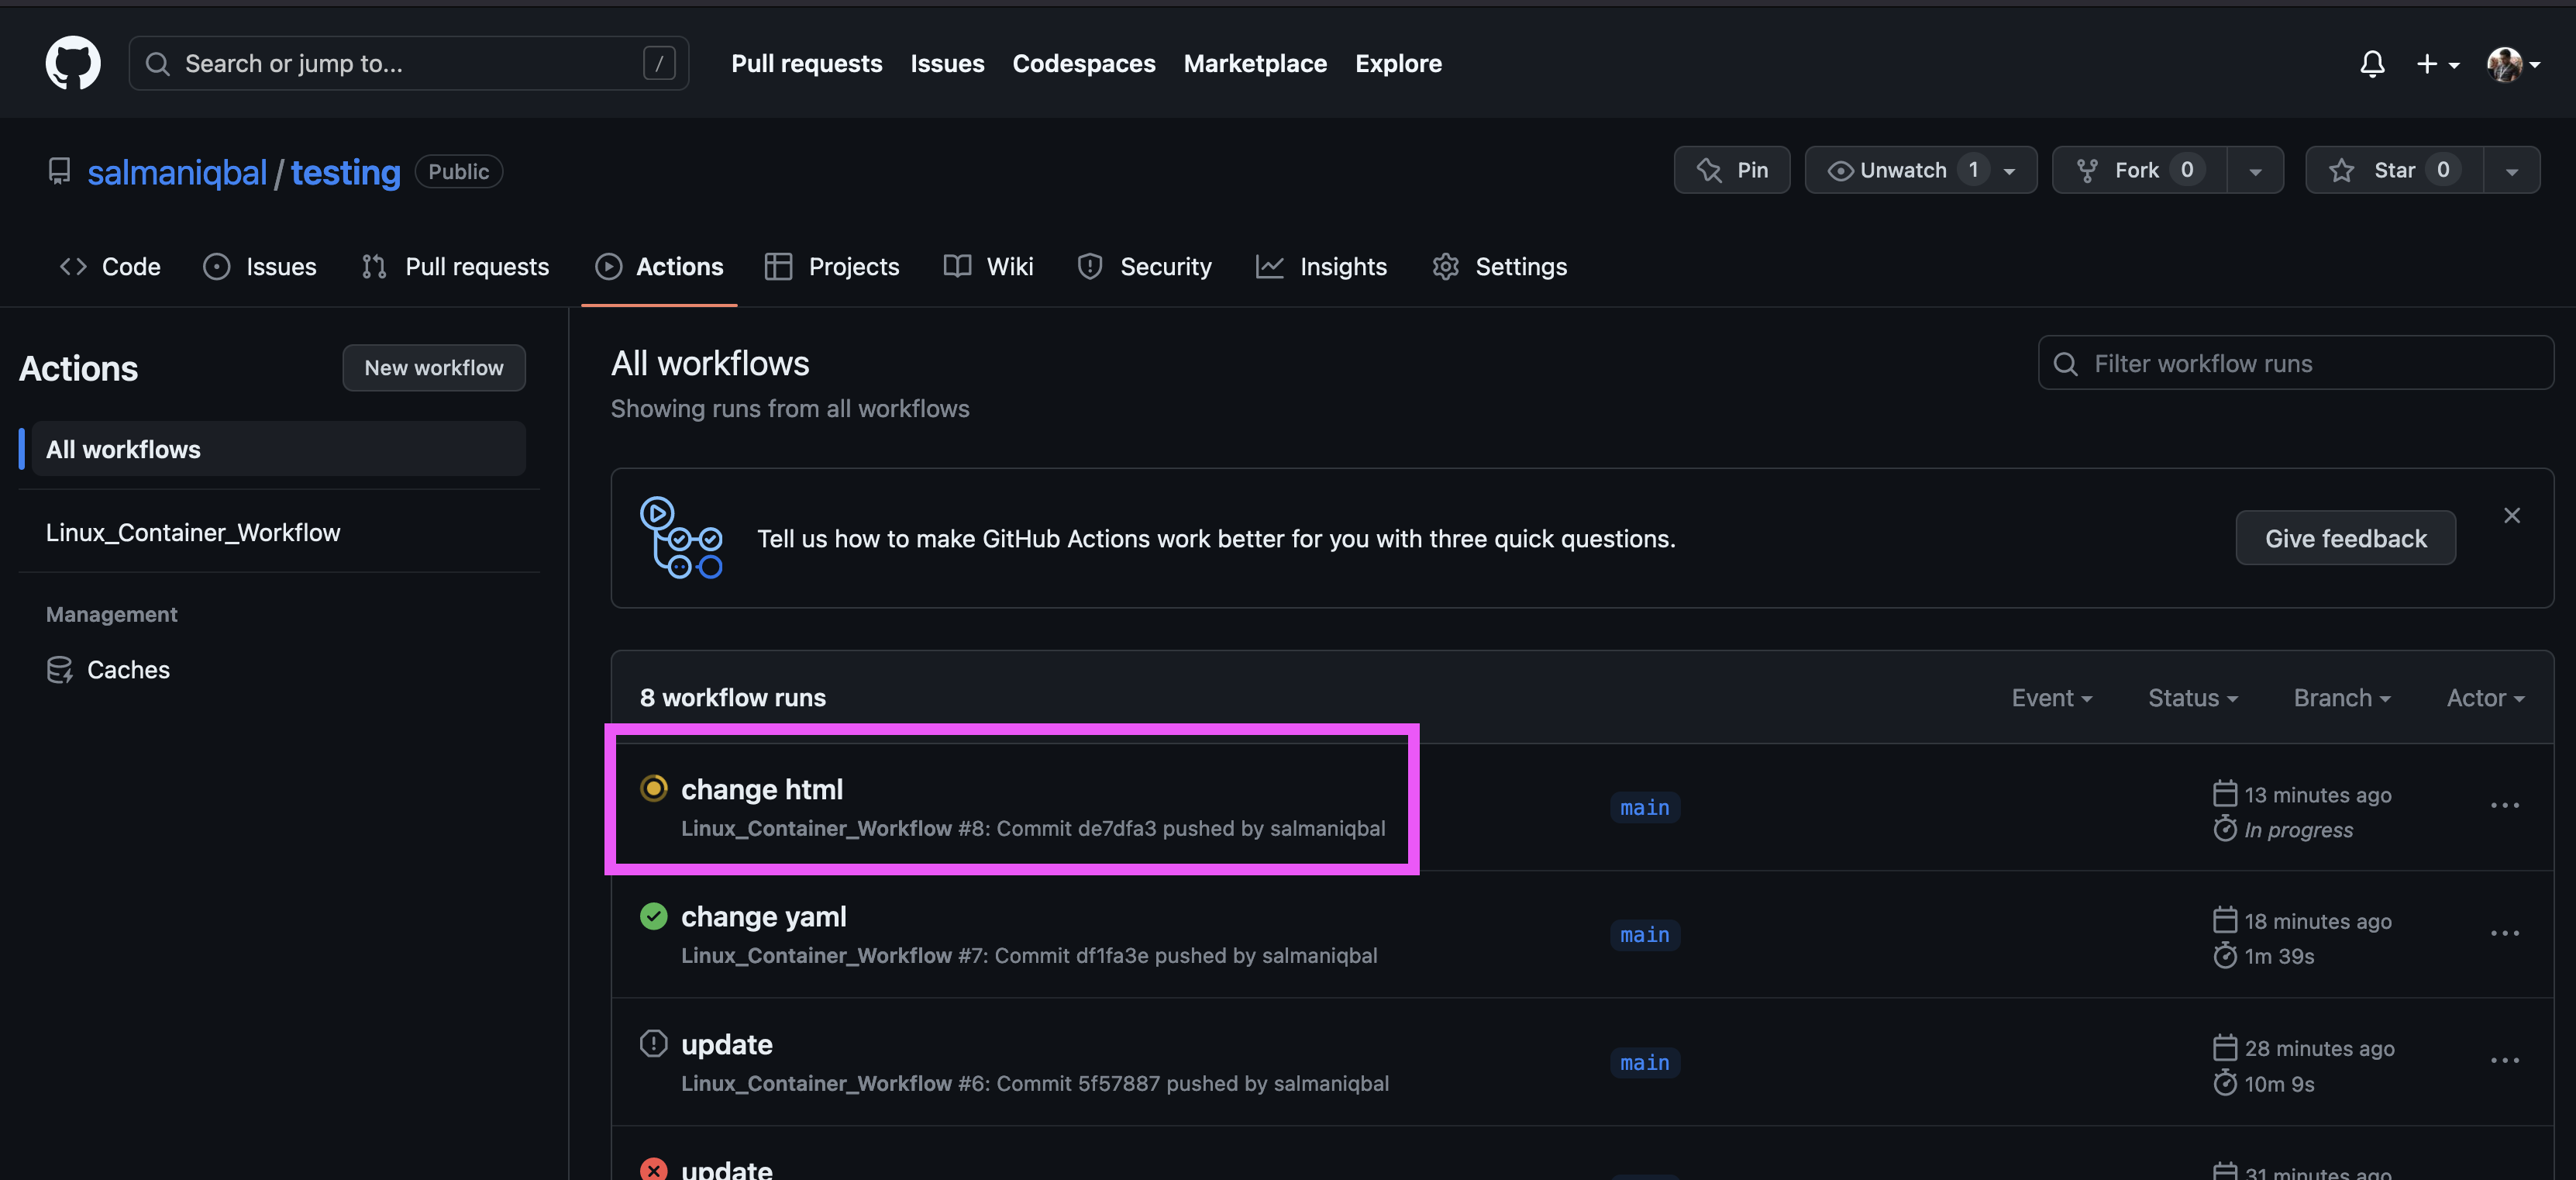 Search or jump to... /
Pull requests Issues Codespaces Marketplace Explore
salmaniqbal / testing Public
Pin Unwatch 1 Fork 0 Star 0
Code Issues Pull requests Actions Projects Wiki Security Insights Settings
Actions New workflow
All workflows
Linux_Container_Workflow
Management
Caches
All workflows
Showing runs from all workflows
Filter workflow runs
Tell us how to make GitHub Actions work better for you with three quick questions.
Give feedback
8 workflow runs
Event Status Branch Actor
change html
Linux_Container_Workflow #8: Commit de7dfa3 pushed by salmaniqbal
main
13 minutes ago
In progress
change yaml
Linux_Container_Workflow #7: Commit df1fa3e pushed by salmaniqbal
main
18 minutes ago
1m 39s
update
Linux_Container_Workflow #6: Commit 5f57887 pushed by salmaniqbal
main
28 minutes ago
10m 9s
update
31 minutes ago